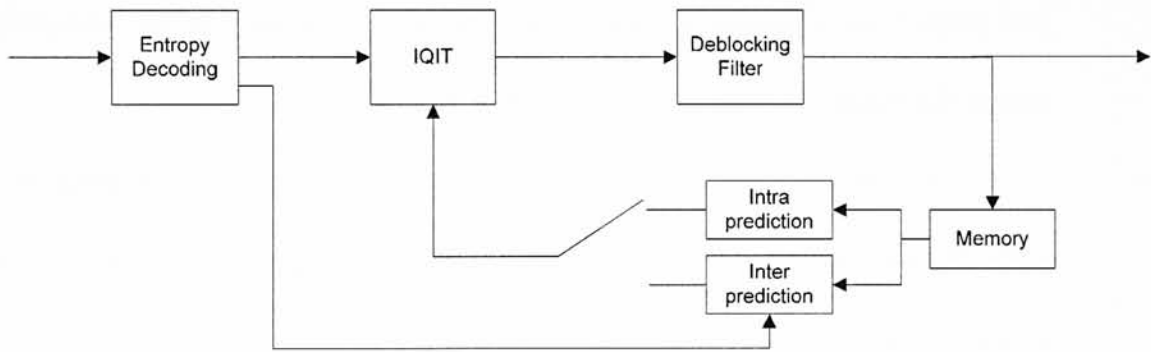 Entropy
Decoding
IQIT
Deblocking
Filter
Intra
prediction
Memory
Inter
prediction